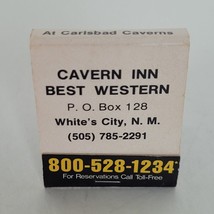 At Carlsbad Caverns
CAVERN INN
BEST WESTERN
P. O. Box 128
White's City, N. M.
(505) 785-2291
800-528-1234
For Reservations Call Toll-Free